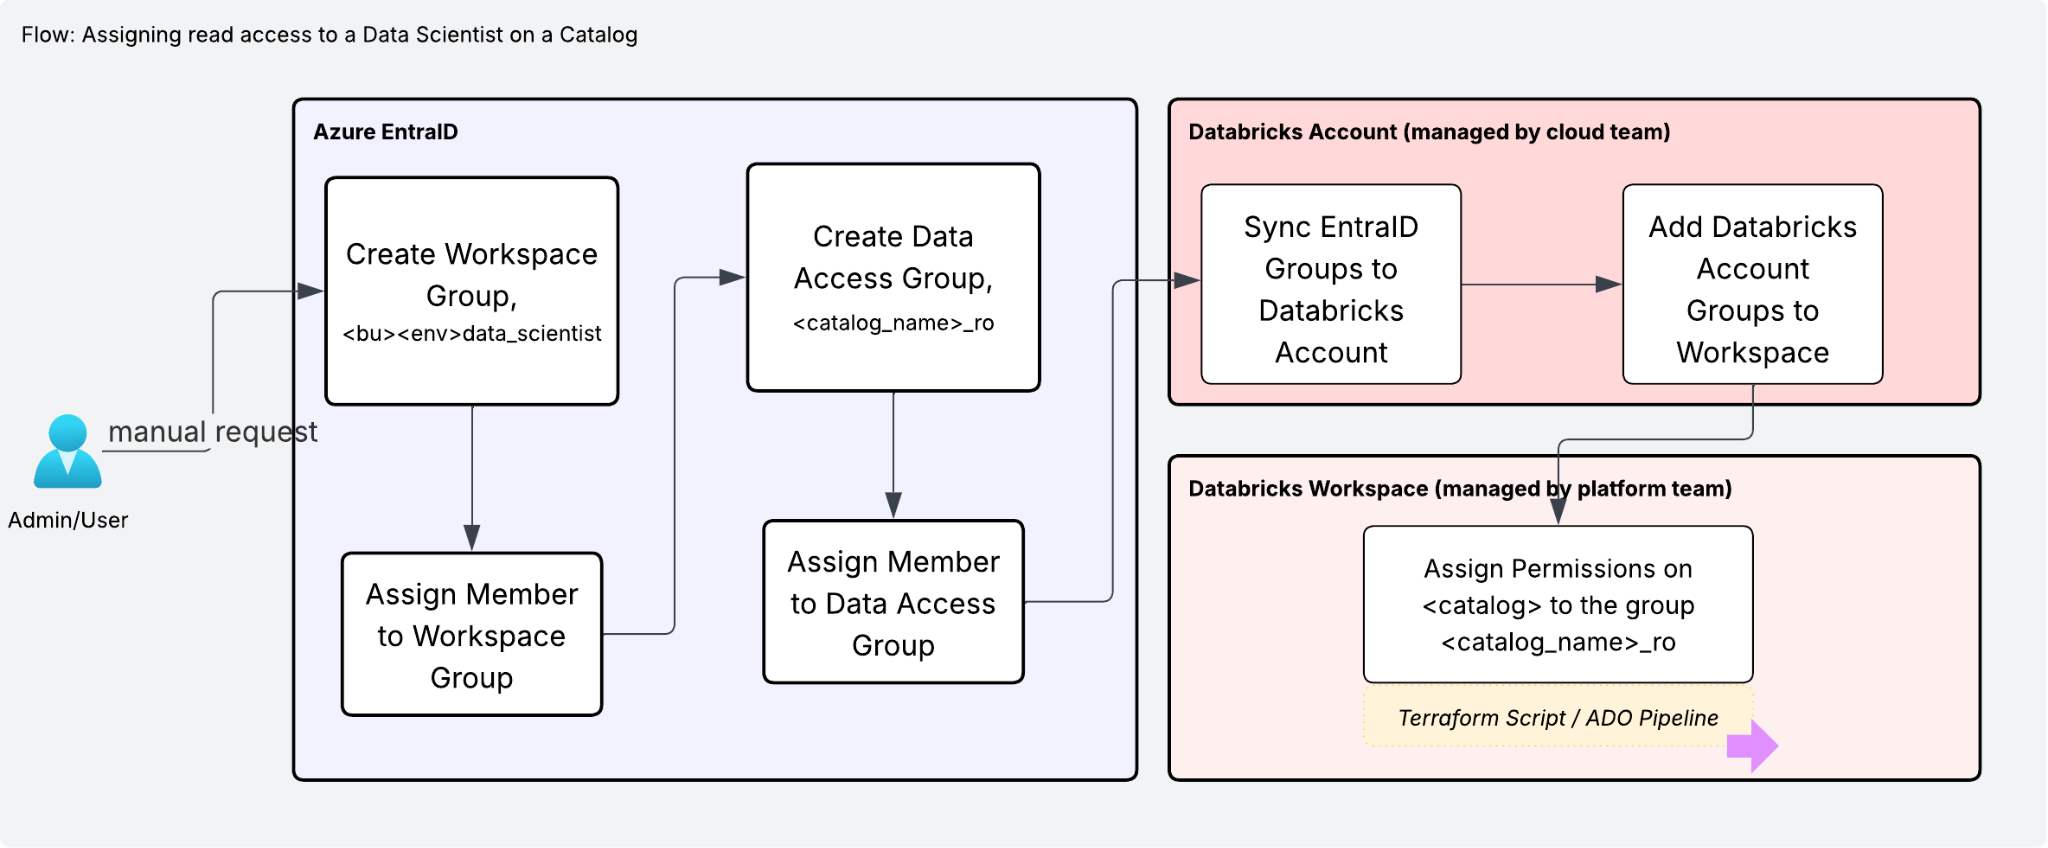 Flow: Assigning read access to a Data Scientist on a Catalog
Azure EntraID
Create Workspace
Group,
<bu><env>data_scientist
Assign Member
to Workspace
Group
Create Data
Access Group,
<catalog_name>_ro
Assign Member
to Data Access
Group
manual request
Admin/User
Databricks Account (managed by cloud team)
Sync EntraID
Groups to
Databricks
Account
Add Databricks
Account
Groups to
Workspace
Databricks Workspace (managed by platform team)
Assign Permissions on
<catalog> to the group
<catalog_name>_ro
Terraform Script / ADO Pipeline